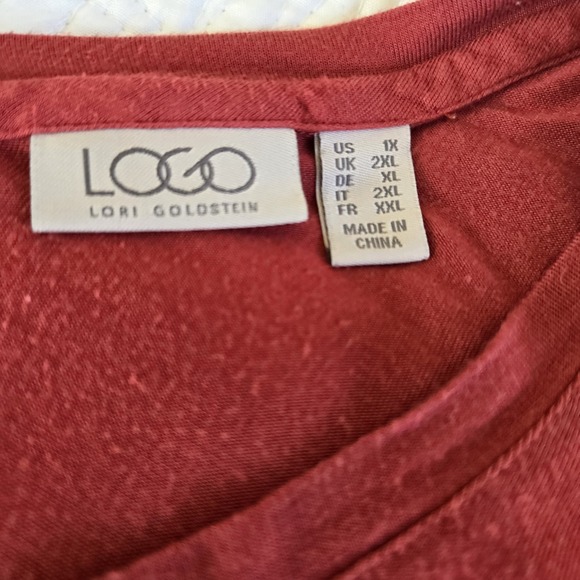 LOGO
LORI GOLDSTEIN
US 1X
UK 2XL
DE XL
IT 2XL
FR XXL
MADE IN
CHINA